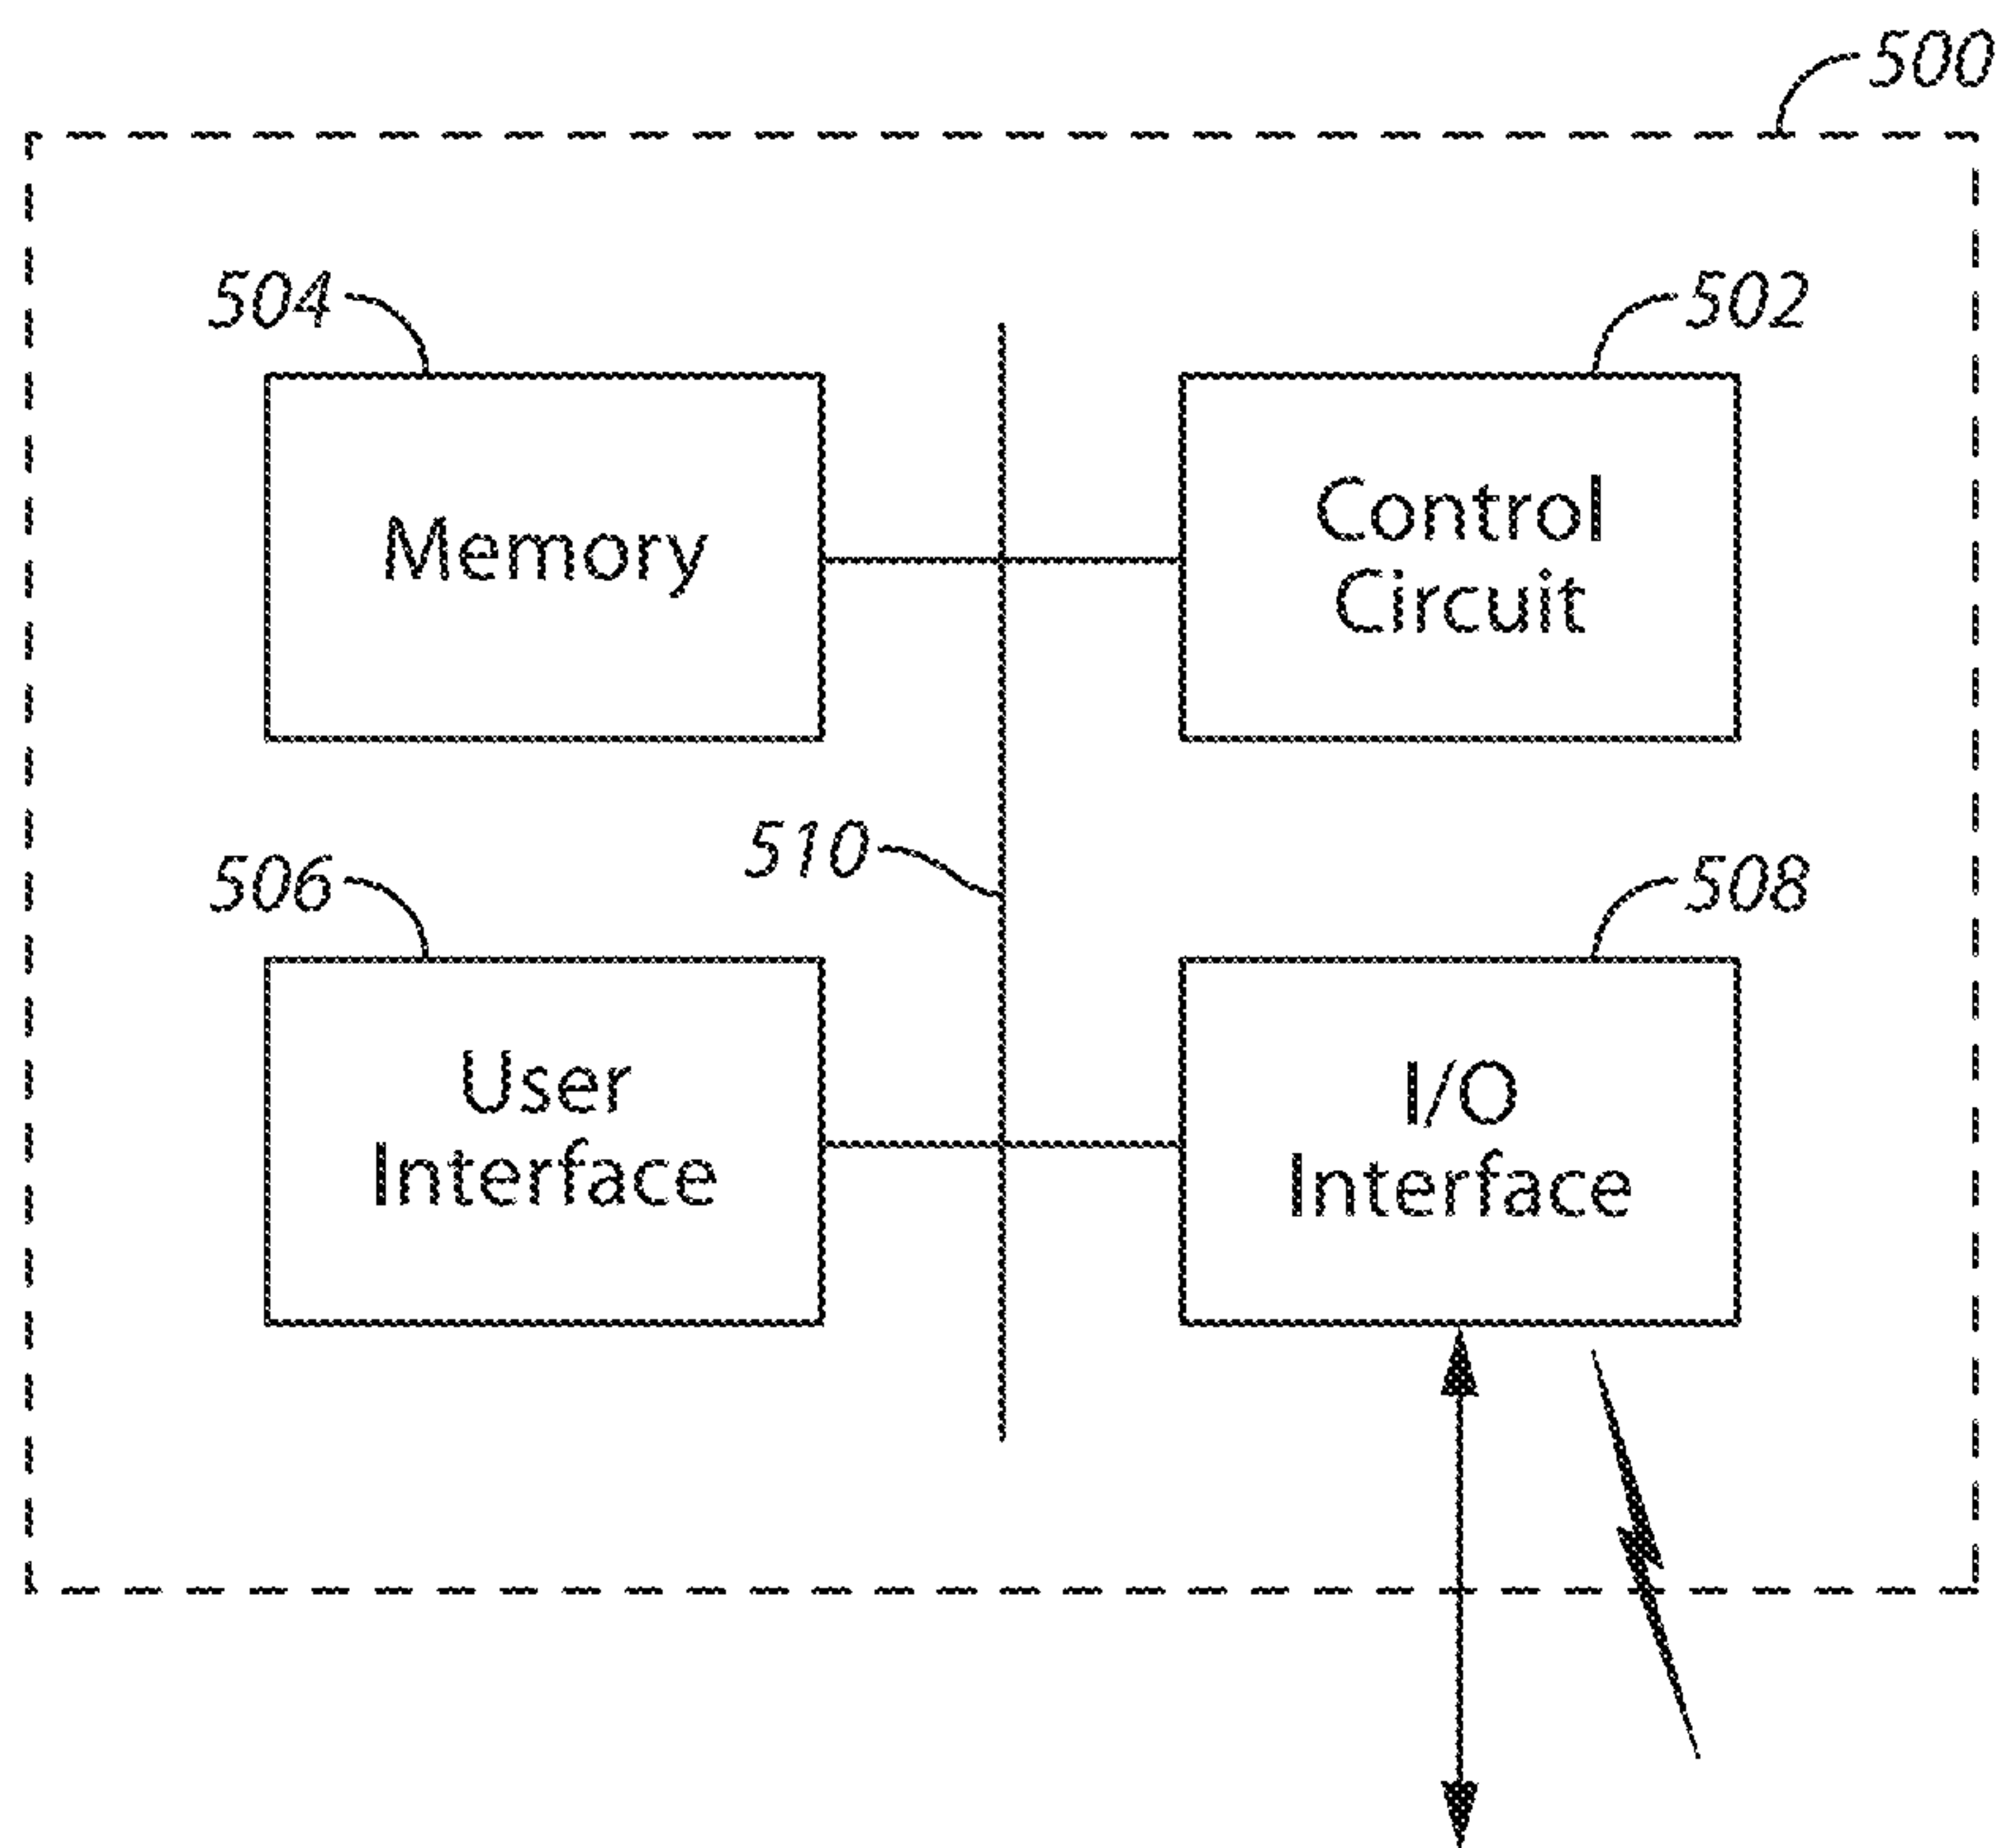 500
504
502
Memory
Control
Circuit
510
506
508
User
Interface
I/O
Interface